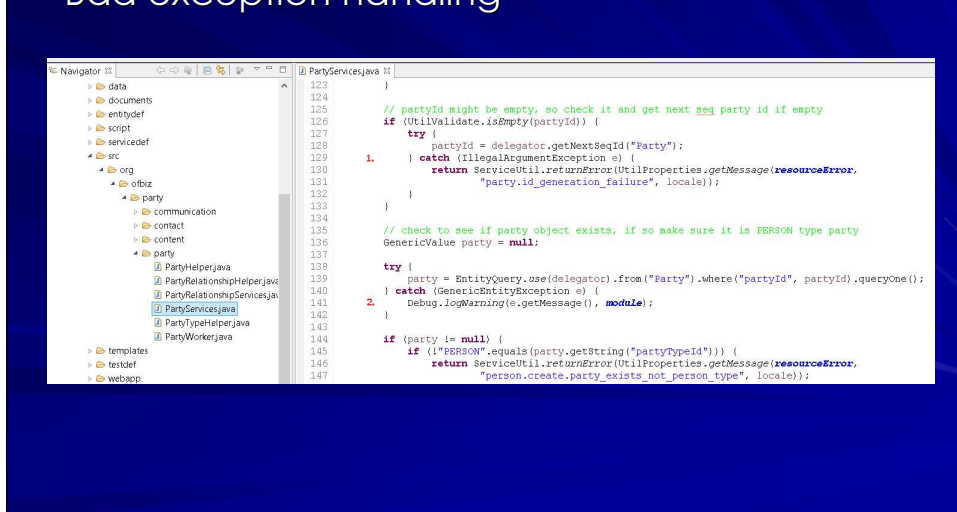 Bad exception handling
Navigator
data
documents
entitydef
script
servicedef
src
org
ofbiz
party
communication
contact
content
party
PartyHelper.java
PartyRelationshipHelper.java
PartyRelationshipServices.jav
PartyServices.java
PartyTypeHelper.java
PartyWorker.java
templates
testdef
webapp
PartyServices.java
123 }
124
125 // partyId might be empty, so check it and get next seq party id if empty
126 if (UtilValidate.isEmpty(partyId)) {
127 try {
128 partyId = delegator.getNextSeqId("Party");
129 1. } catch (IllegalArgumentException e) {
130 return ServiceUtil.returnError(UtilProperties.getMessage(resourceError,
131 "party.id_generation_failure", locale));
132 }
133 }
134
135 // check to see if party object exists, if so make sure it is PERSON type party
136 GenericValue party = null;
137
138 try {
139 party = EntityQuery.use(delegator).from("Party").where("partyId", partyId).queryOne();
140 } catch (GenericEntityException e) {
141 2. Debug.logWarning(e.getMessage(), module);
142 }
143
144 if (party != null) {
145 if (!"PERSON".equals(party.getString("partyTypeId"))) {
146 return ServiceUtil.returnError(UtilProperties.getMessage(resourceError,
147 "person.create.party_exists_not_person_type", locale));